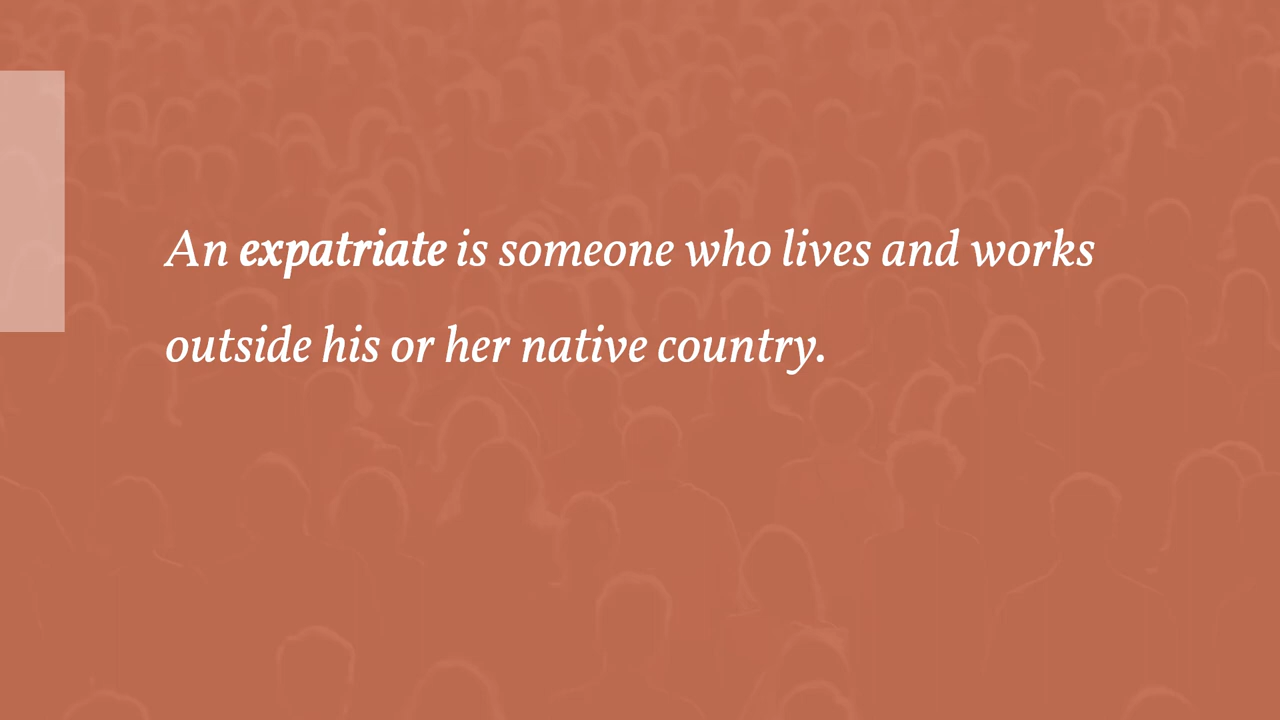 An expatriate is someone who lives and works
outside his or her native country.